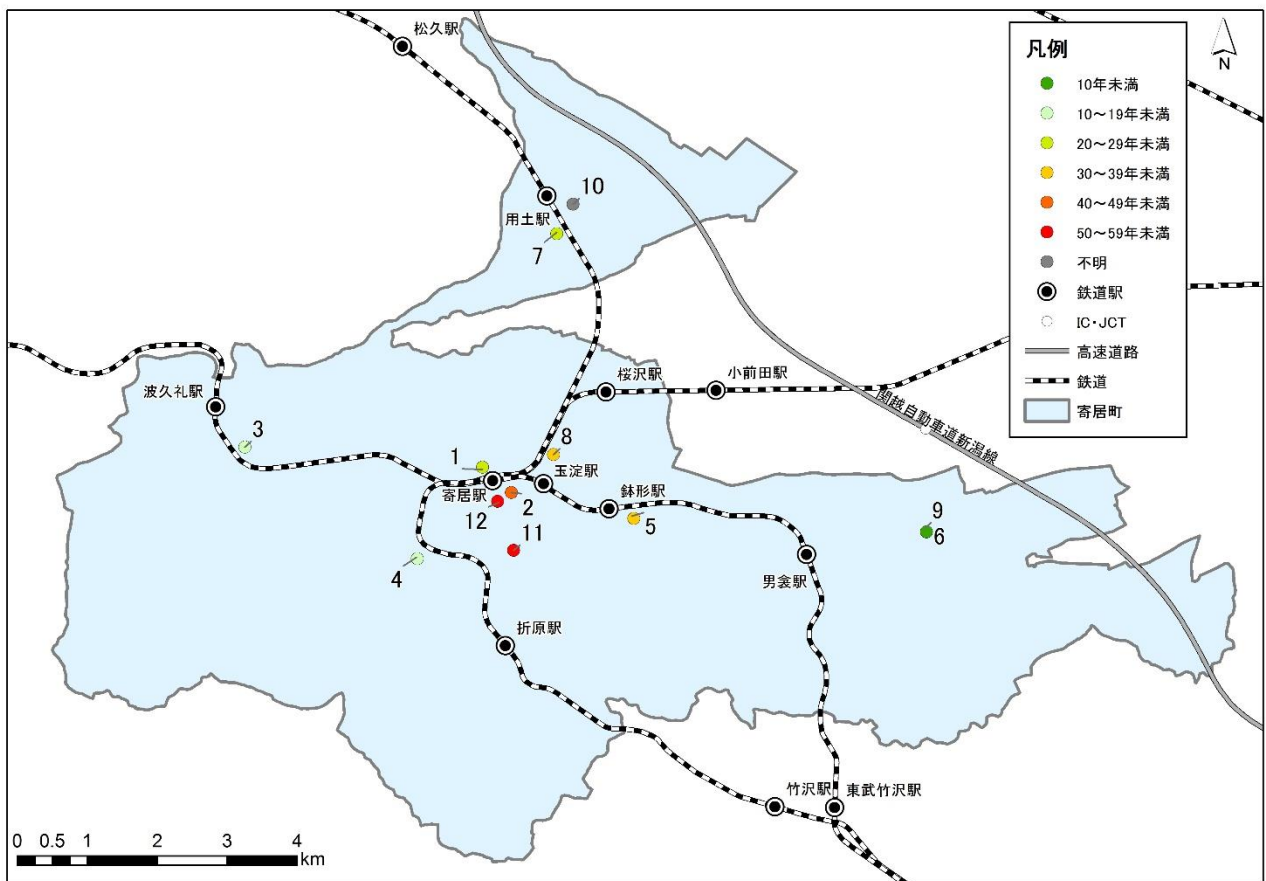 松久駅
凡例
N
10年未満
10～19年未満
20～29年未満
30～39年未満
40～49年未満
50～59年未満
不明
鉄道駅
IC・JCT
高速道路
鉄道
寄居町
10
用土駅
7
桜沢駅
小前田駅
波久礼駅
関越自動車道新潟線
3
8
1
玉淀駅
寄居駅
2
鉢形駅
12
5
9
11
6
4
男衾駅
折原駅
竹沢駅
東武竹沢駅
0 0.5 1 2 3 4
km